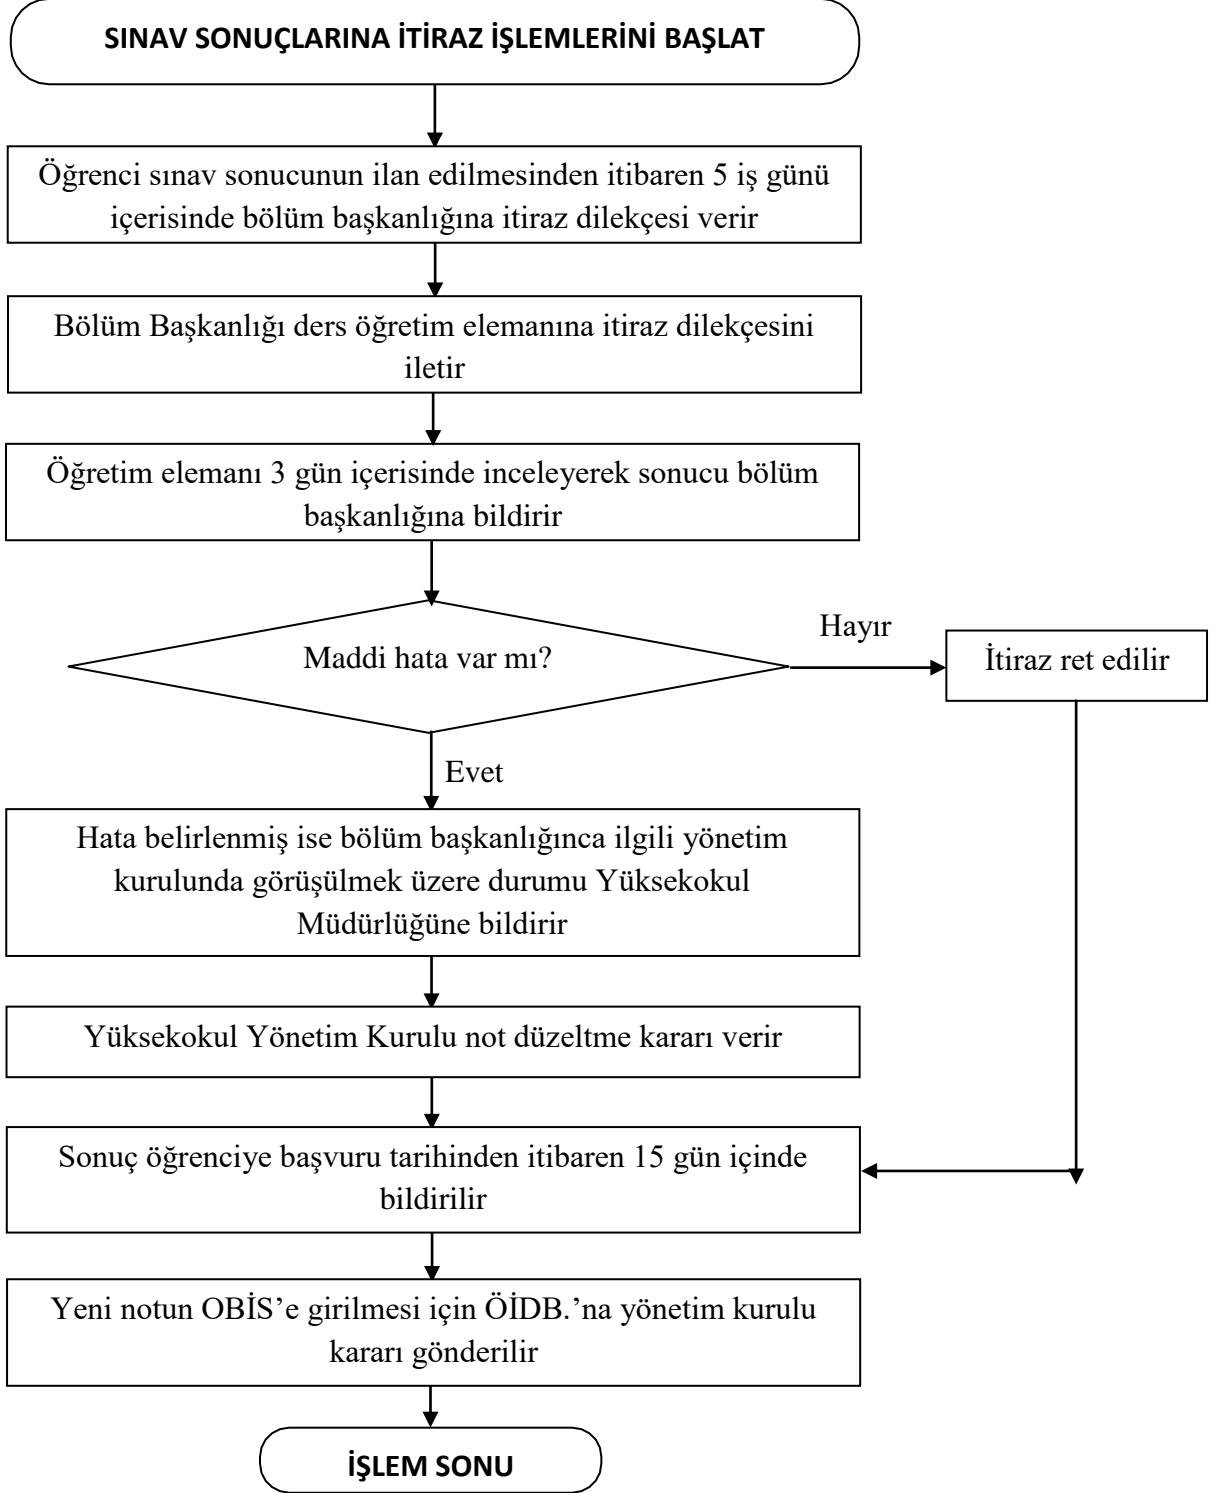 SINAV SONUÇLARINA İTİRAZ İŞLEMLERİNİ BAŞLAT
Öğrenci sınav sonucunun ilan edilmesinden itibaren 5 iş günü
içerisinde bölüm başkanlığına itiraz dilekçesi verir
Bölüm Başkanlığı ders öğretim elemanına itiraz dilekçesini
iletir
Öğretim elemanı 3 gün içerisinde inceleyerek sonucu bölüm
başkanlığına bildirir
Maddi hata var mı?
Hayır
İtiraz ret edilir
Evet
Hata belirlenmiş ise bölüm başkanlığınca ilgili yönetim
kurulunda görüşülmek üzere durumu Yüksekokul
Müdürlüğüne bildirir
Yüksekokul Yönetim Kurulu not düzeltme kararı verir
Sonuç öğrenciye başvuru tarihinden itibaren 15 gün içinde
bildirilir
Yeni notun OBİS’e girilmesi için ÖİDB.’na yönetim kurulu
kararı gönderilir
İŞLEM SONU